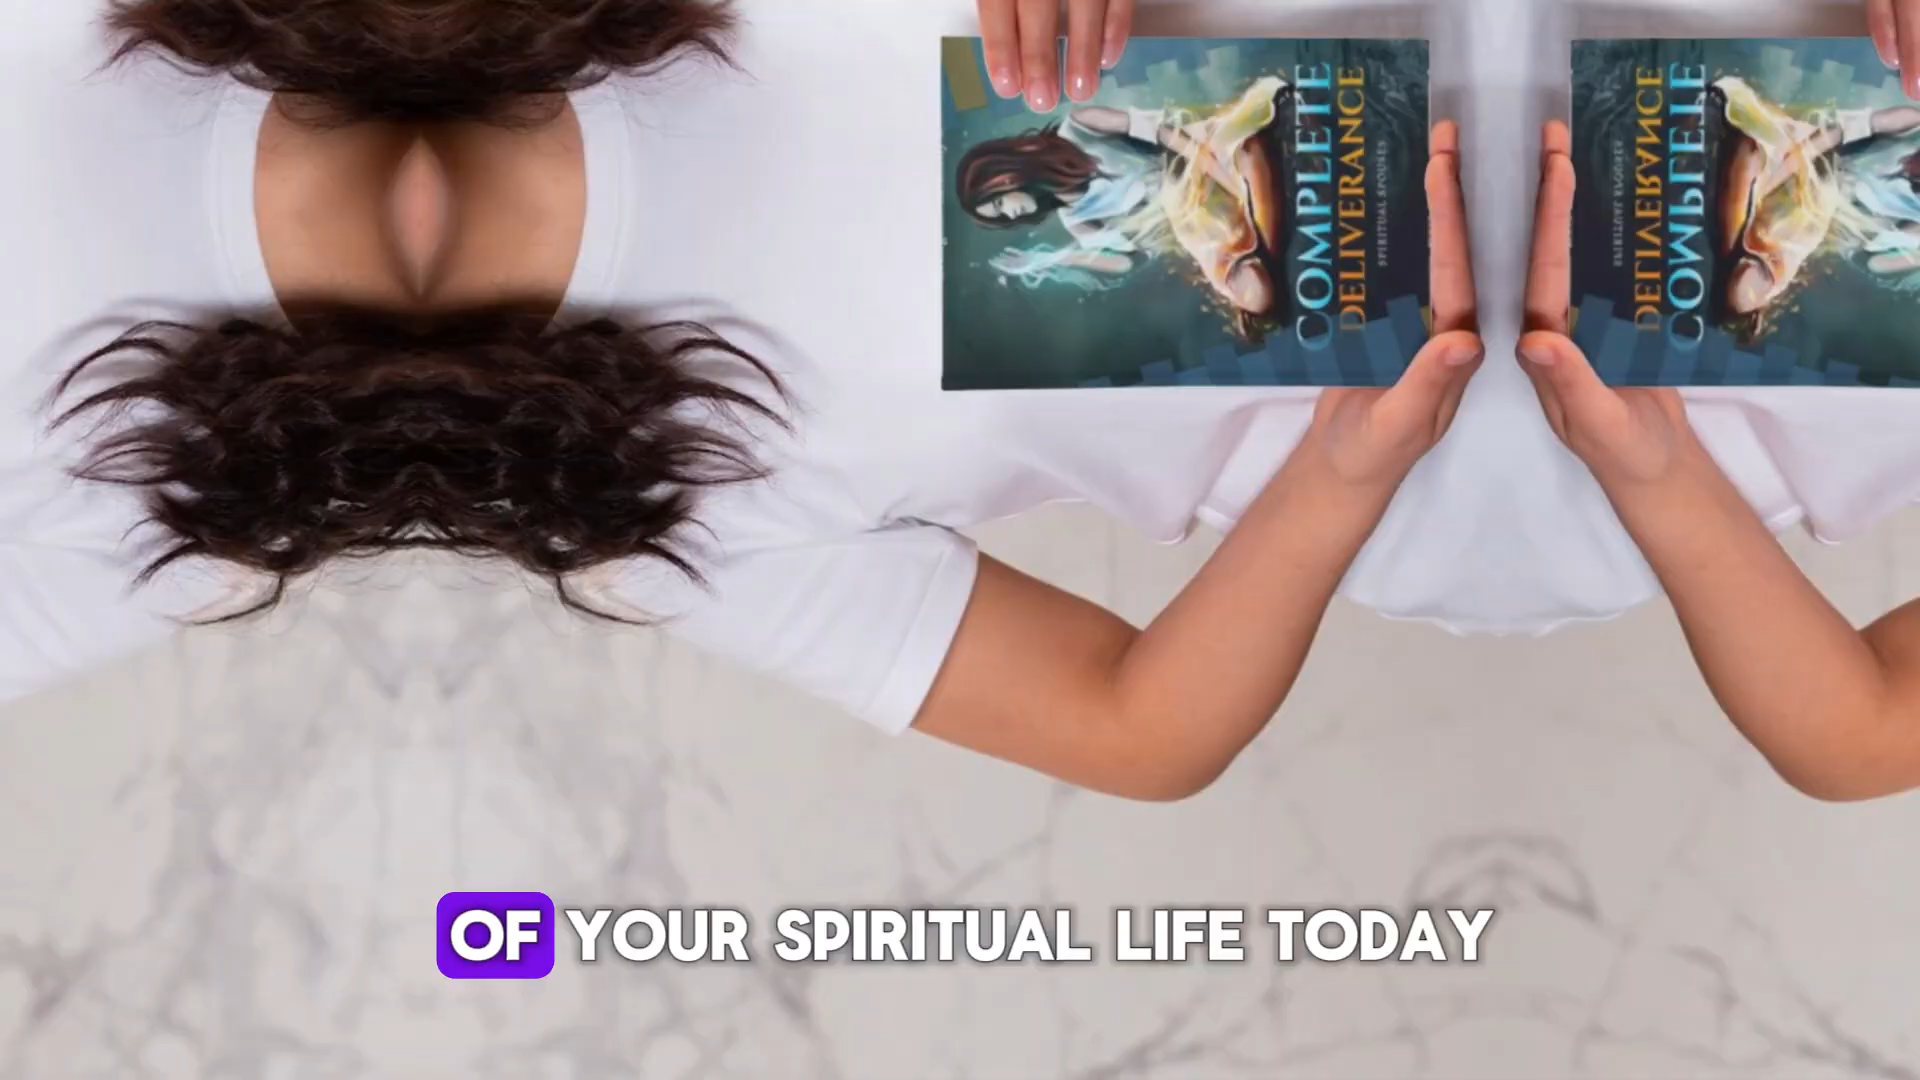 COMPLETE
DELIVERANCE
SPIRITUAL SPOUSES
COMPLETE
DELIVERANCE
SPIRITUAL SPOUSES
OF YOUR SPIRITUAL LIFE TODAY